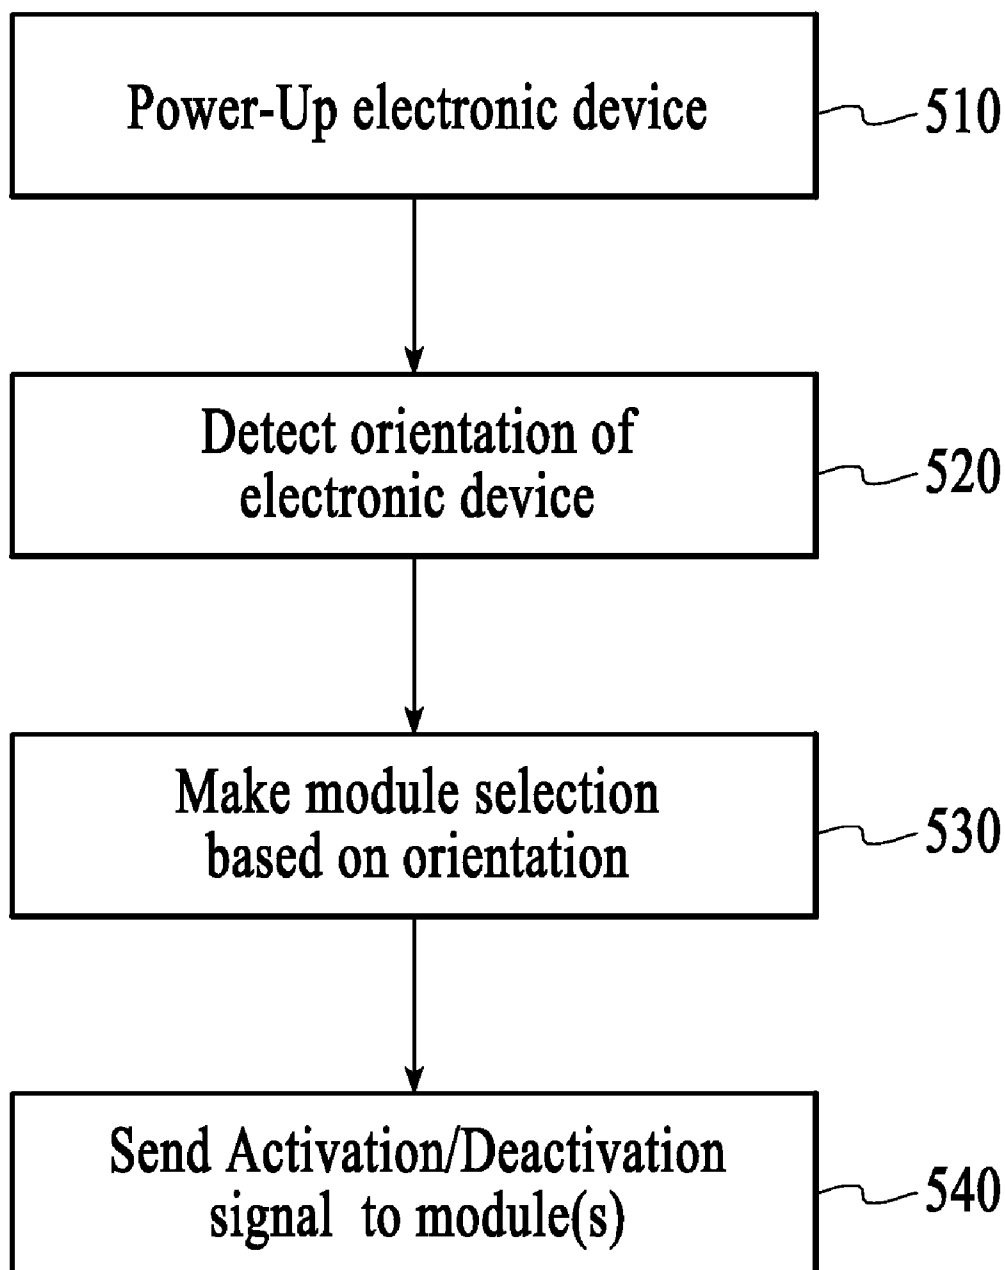 Power-Up electronic device
510
Detect orientation of
electronic device
520
Make module selection
based on orientation
530
Send Activation/Deactivation
signal to module(s)
540